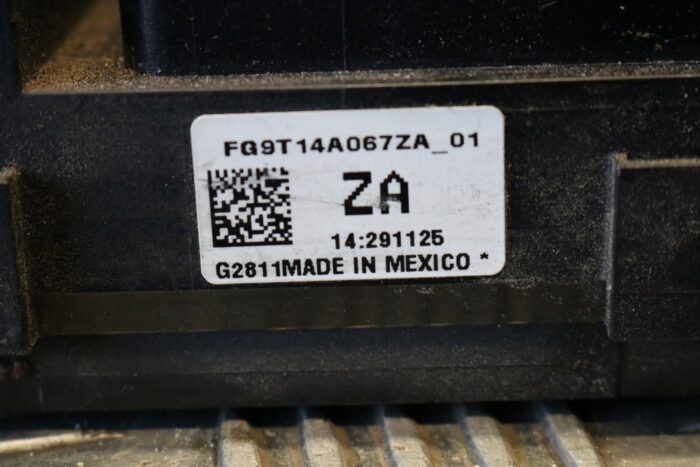 FG9T14A067ZA_01
ZA
14:291125
G2811MADE IN MEXICO *